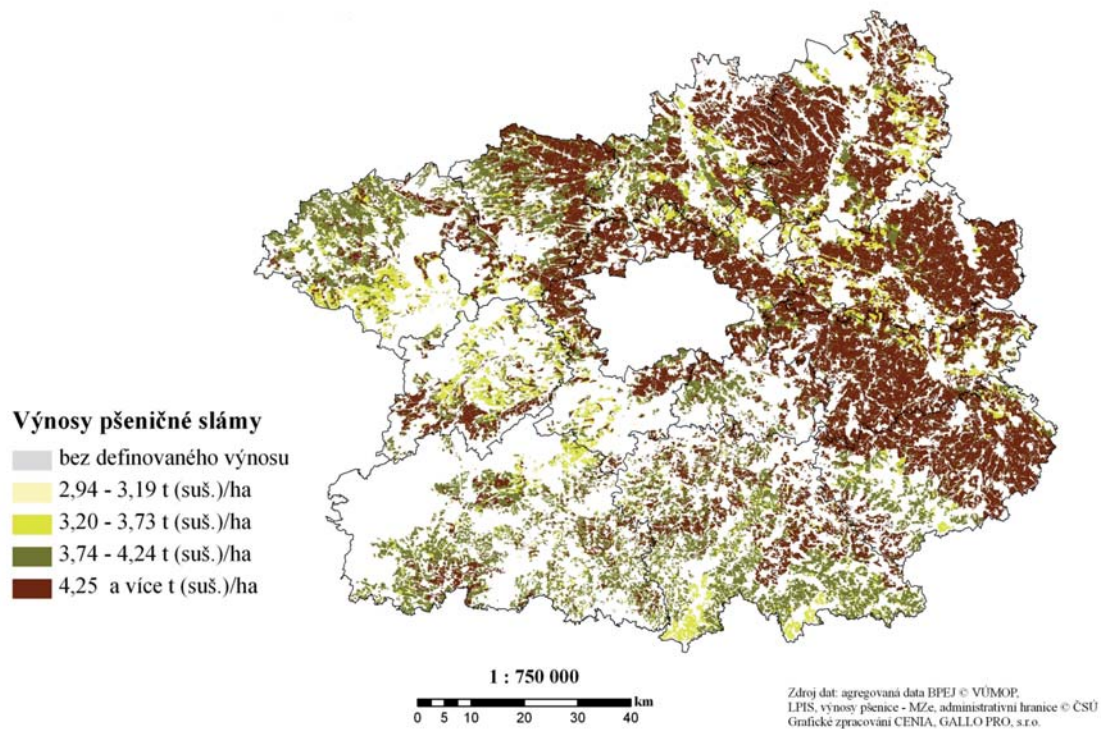 Výnosy pšeničné slámy
bez definovaného výnosu
2,94 - 3,19 t (suš.)/ha
3,20 - 3,73 t (suš.)/ha
3,74 - 4,24 t (suš.)/ha
4,25 a více t (suš.)/ha
1 : 750 000
km
0 5 10 20 30 40
Zdroj dat: agregovaná data BPEJ © VÚMOP,
LPIS, výnosy pšenice - MZe, administrativní hranice © ČSÚ
Grafické zpracování CENIA, GALLO PRO, s.r.o.